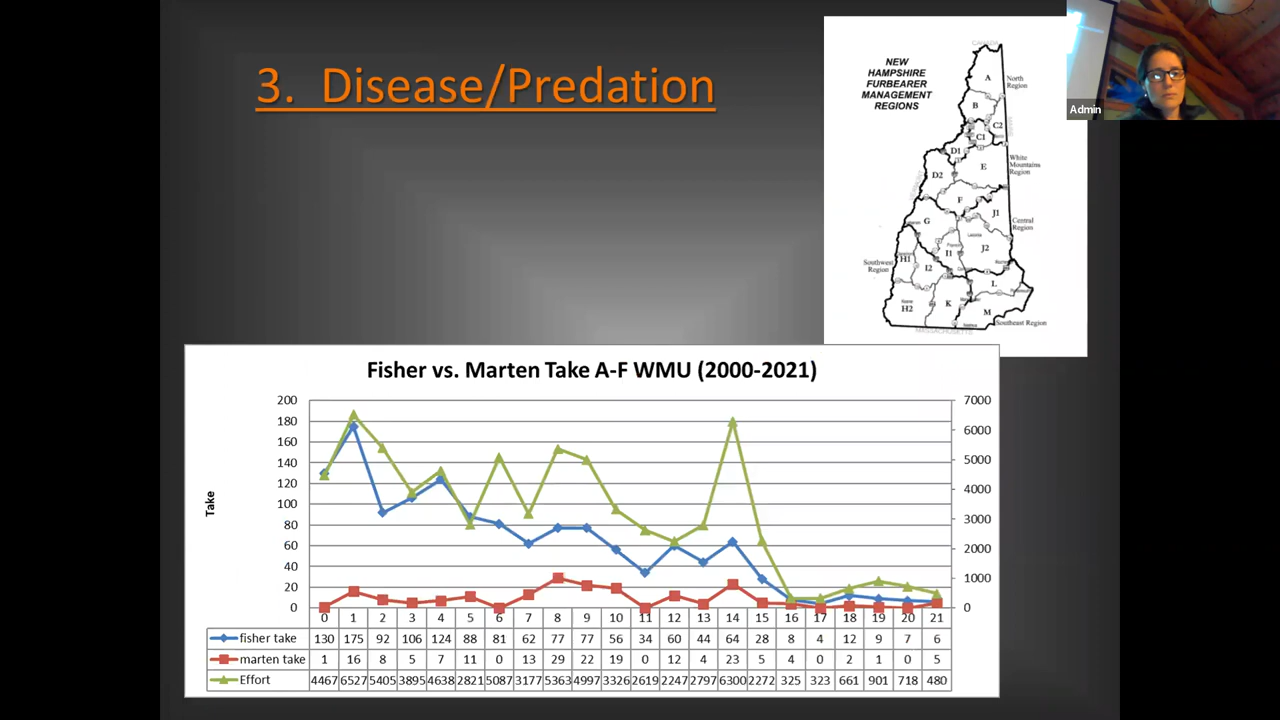 3. Disease/Predation
NEW
HAMPSHIRE
FURBEARER
MANAGEMENT
REGIONS
CANADA
A
North
Region
B
C2
C1
D1
E
White
Mountains
Region
D2
F
J1
G
Central
Region
J2
I1
H1
Southwest
Region
I2
L
K
H2
M
Southeast Region
MASSACHUSETTS
Admin
Fisher vs. Marten Take A-F WMU (2000-2021)
Take
200
180
160
140
120
100
80
60
40
20
0
7000
6000
5000
4000
3000
2000
1000
0
0 1 2 3 4 5 6 7 8 9 10 11 12 13 14 15 16 17 18 19 20 21
fisher take 130 175 92 106 124 88 81 62 77 77 56 34 60 44 64 28 8 4 12 9 7 6
marten take 1 16 8 5 7 11 0 13 29 22 19 0 12 4 23 5 4 0 2 1 0 5
Effort 4467 6527 5405 3895 4638 2821 5087 3177 5363 4997 3326 2619 2247 2797 6300 2272 325 323 661 901 718 480